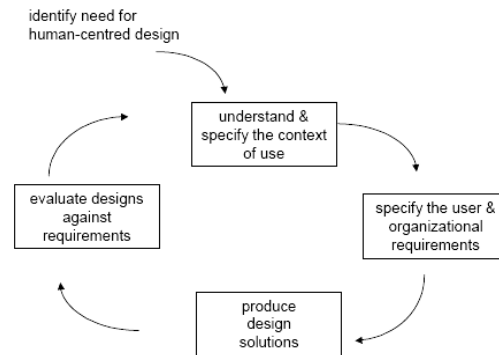 identify need for
human-centred design
understand &
specify the context
of use
specify the user &
organizational
requirements
produce
design
solutions
evaluate designs
against
requirements